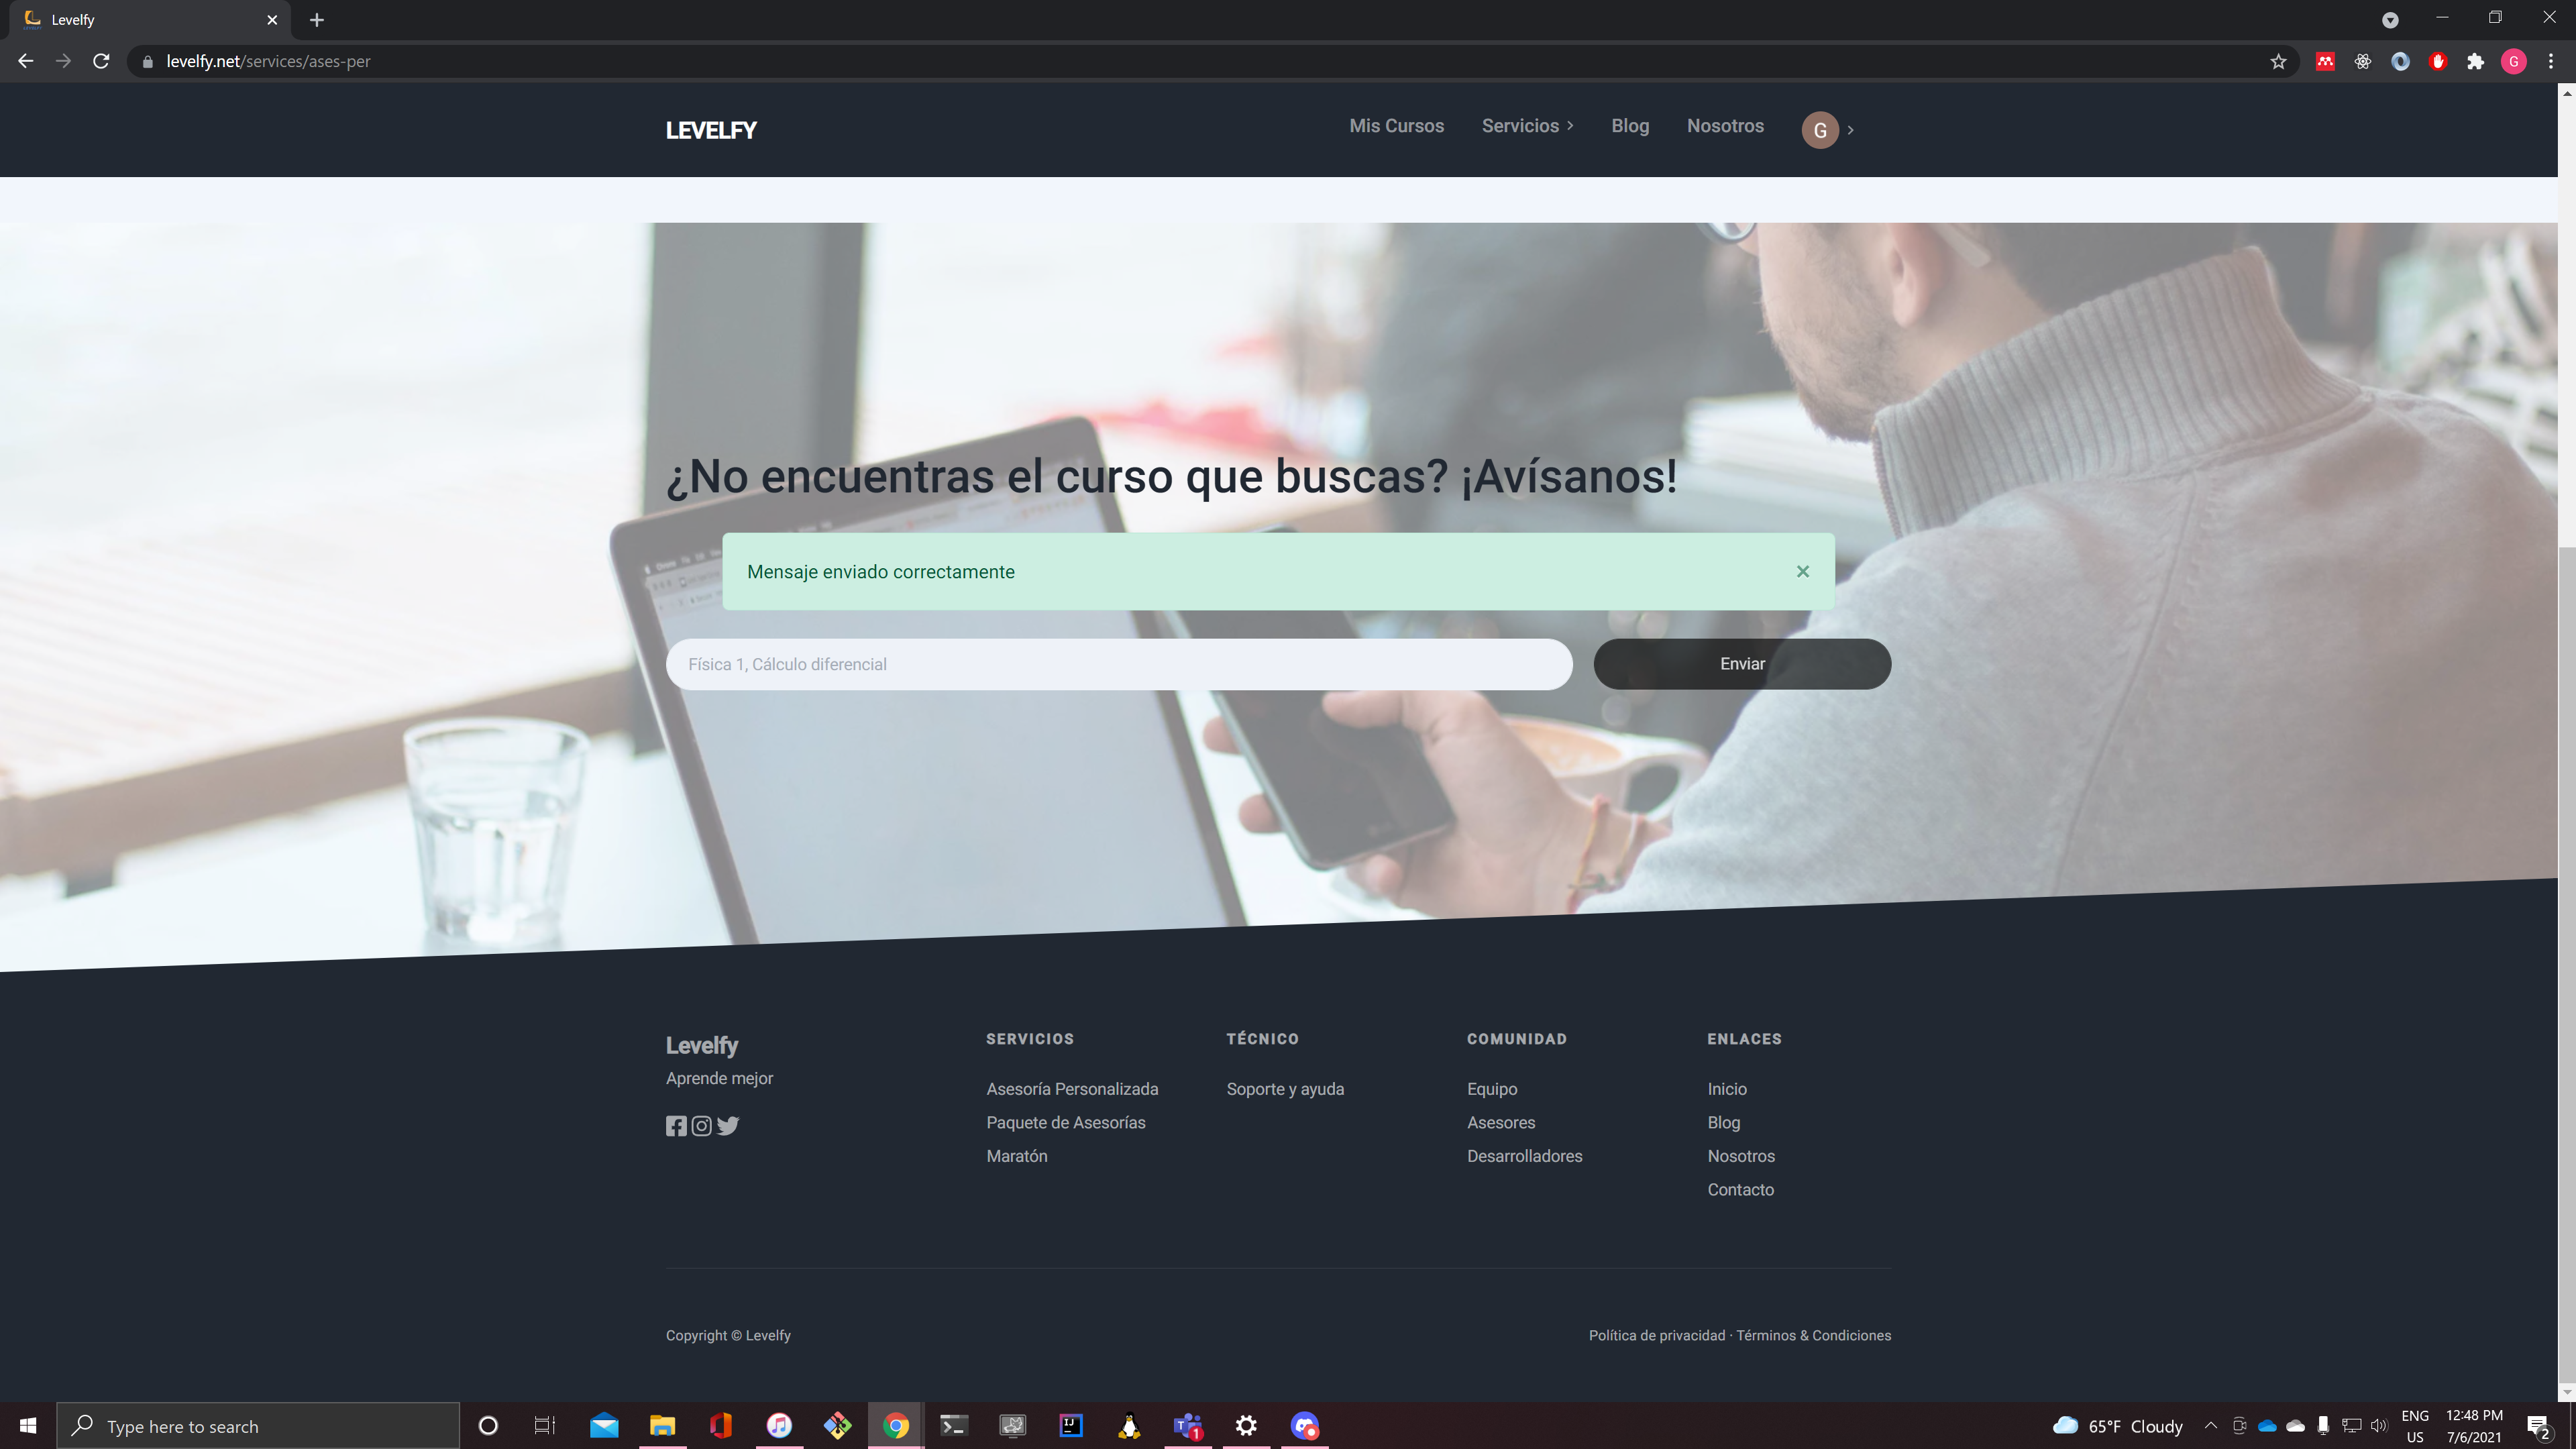 Levelfy
levelfy.net/services/ases-per
G
LEVELFY
Mis Cursos
Servicios
Blog
Nosotros
G
¿No encuentras el curso que buscas? ¡Avísanos!
Mensaje enviado correctamente
Física 1, Cálculo diferencial
Enviar
Levelfy
Aprende mejor
SERVICIOS
Asesoría Personalizada
Paquete de Asesorías
Maratón
TÉCNICO
Soporte y ayuda
COMUNIDAD
Equipo
Asesores
Desarrolladores
ENLACES
Inicio
Blog
Nosotros
Contacto
Copyright © Levelfy
Política de privacidad · Términos & Condiciones
Type here to search
IJ
T
1
65°F Cloudy
ENG
US
12:48 PM
7/6/2021
2